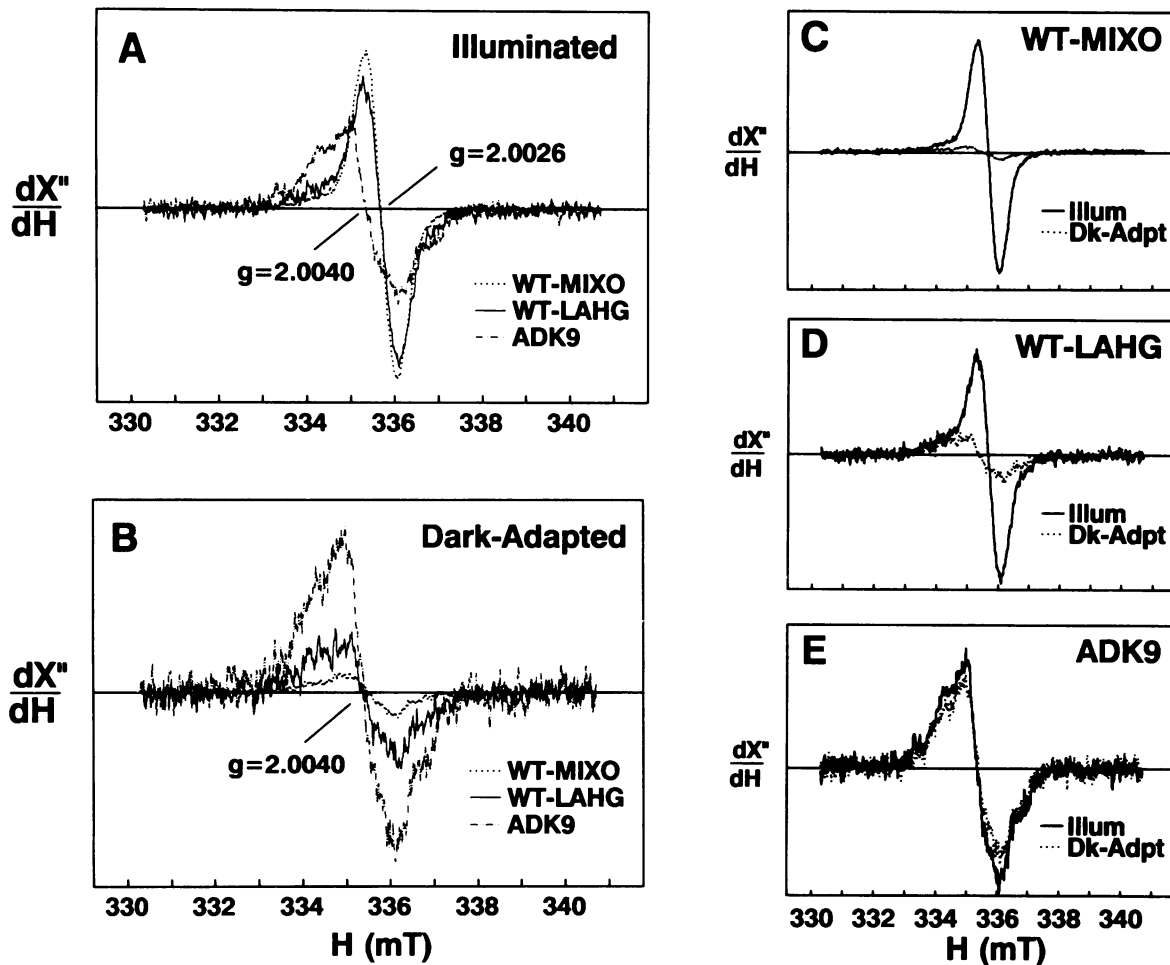 A Illuminated
g=2.0026
dX"
dH
g=2.0040
WT-MIXO
WT-LAHG
ADK9
330 332 334 336 338 340
B Dark-Adapted
dX"
dH
g=2.0040
WT-MIXO
WT-LAHG
ADK9
330 332 334 336 338 340
H (mT)
C WT-MIXO
dX"
dH
Illum
Dk-Adpt
D WT-LAHG
dX"
dH
Illum
Dk-Adpt
E ADK9
dX"
dH
Illum
Dk-Adpt
330 332 334 336 338 340
H (mT)